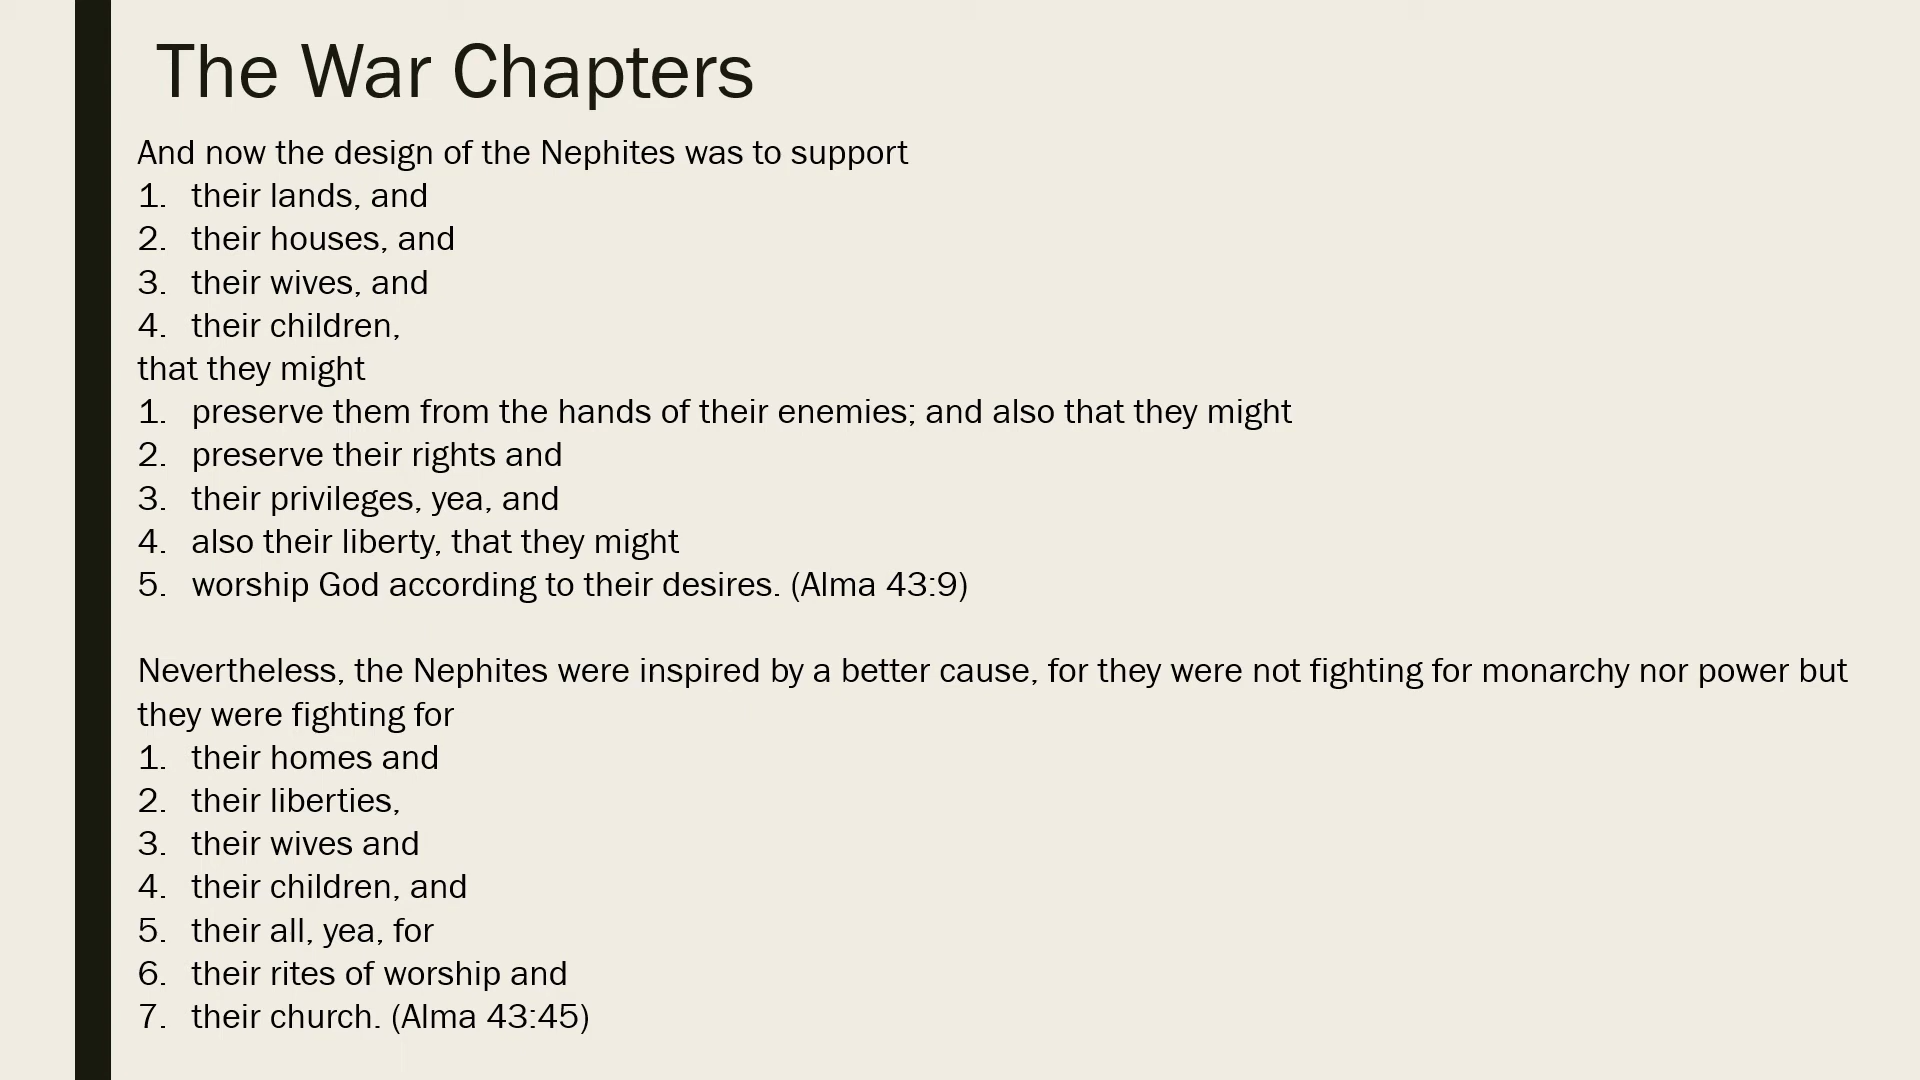 The War Chapters
And now the design of the Nephites was to support
1. their lands, and
2. their houses, and
3. their wives, and
4. their children,
that they might
1. preserve them from the hands of their enemies; and also that they might
2. preserve their rights and
3. their privileges, yea, and
4. also their liberty, that they might
5. worship God according to their desires. (Alma 43:9)
Nevertheless, the Nephites were inspired by a better cause, for they were not fighting for monarchy nor power but
they were fighting for
1. their homes and
2. their liberties,
3. their wives and
4. their children, and
5. their all, yea, for
6. their rites of worship and
7. their church. (Alma 43:45)